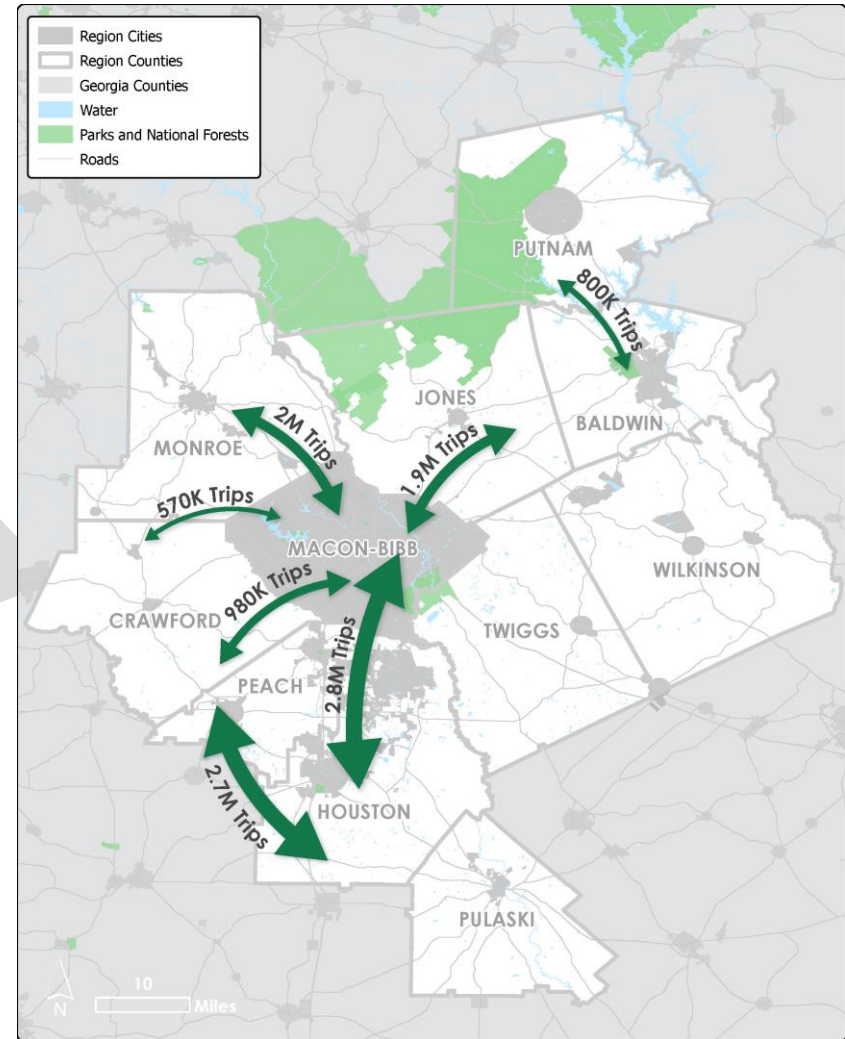 Region Cities
Region Counties
Georgia Counties
Water
Parks and National Forests
Roads
PUTNAM
800K Trips
JONES
BALDWIN
2M Trips
MONROE
1.9M Trips
570K Trips
MACON-BIBB
WILKINSON
980K Trips
CRAWFORD
TWIGGS
PEACH
2.8M Trips
2.7M Trips
HOUSTON
PULASKI
10
Miles
N